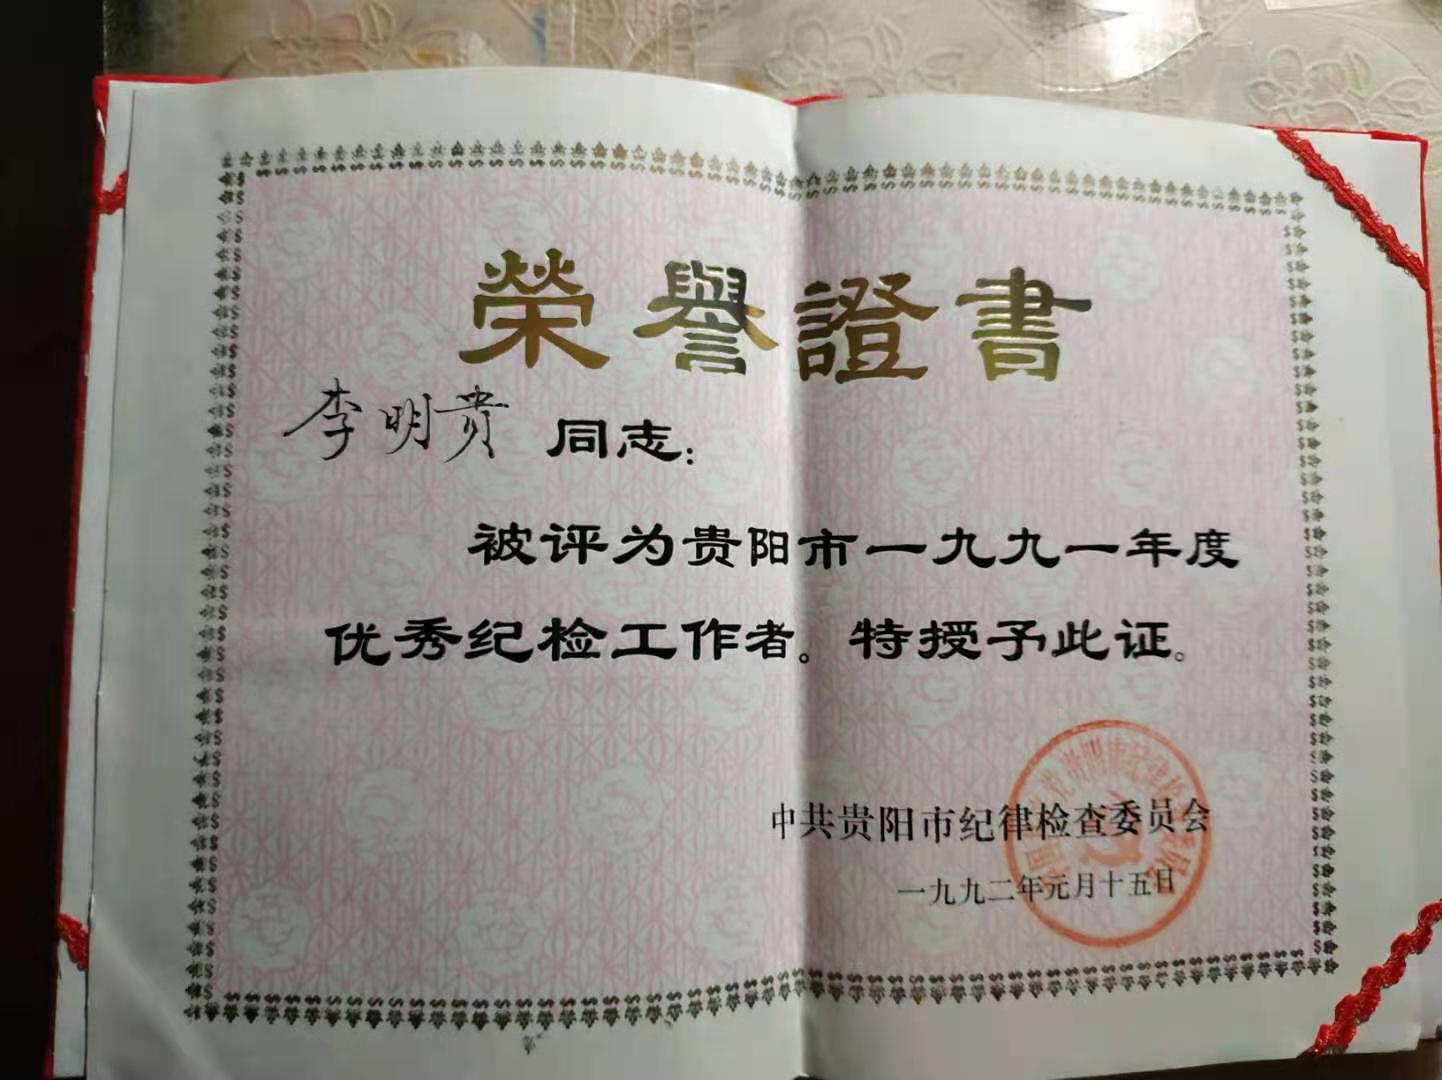 榮譽證書
李明贵 同志：
被评为贵阳市一九九一年度
优秀纪检工作者。特授予此证。
中共贵阳市纪律检查委员会
一九九二年元月十五日